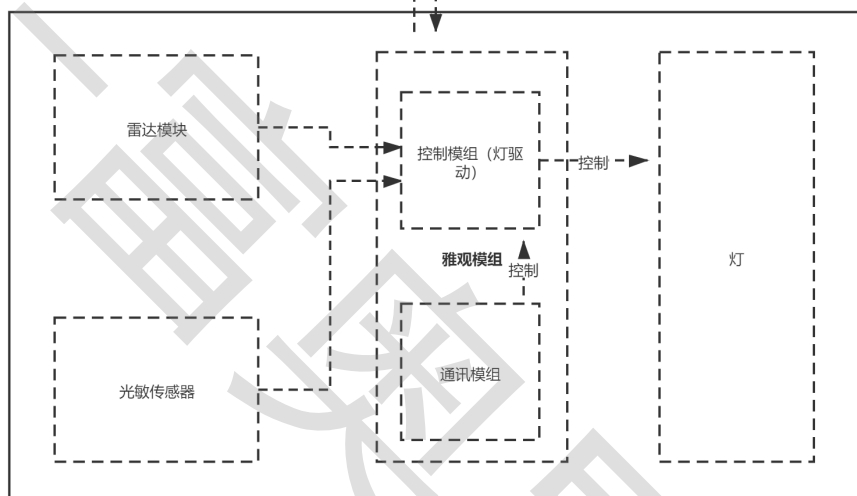 雷达模块
控制模组（灯驱
动）
控制
雅观模组
控制
灯
光敏传感器
通讯模组